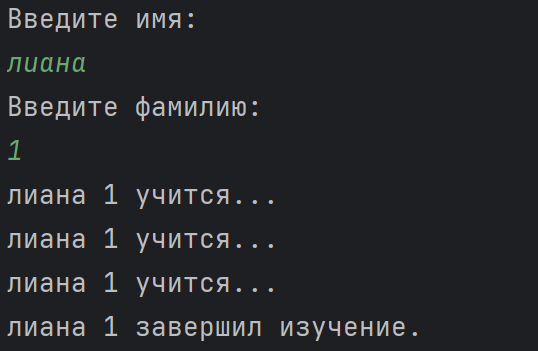 Введите имя:
лиана
Введите фамилию:
1
лиана 1 учится...
лиана 1 учится...
лиана 1 учится...
лиана 1 завершил изучение.